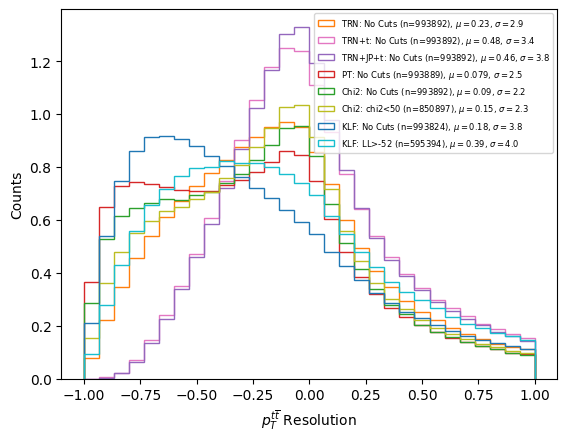 TRN: No Cuts (n=993892), μ=0.23, σ=2.9
TRN+t: No Cuts (n=993892), μ=0.48, σ=3.4
TRN+JP+t: No Cuts (n=993892), μ=0.46, σ=3.8
PT: No Cuts (n=993889), μ=0.079, σ=2.5
Chi2: No Cuts (n=993892), μ=0.09, σ=2.2
Chi2: chi2<50 (n=850897), μ=0.15, σ=2.3
KLF: No Cuts (n=993824), μ=0.18, σ=3.8
KLF: LL>-52 (n=595394), μ=0.39, σ=4.0
1.2
1.0
0.8
0.6
0.4
0.2
0.0
Counts
−1.00 −0.75 −0.50 −0.25 0.00 0.25 0.50 0.75 1.00
$p_T^{t\overline{t}}$ Resolution